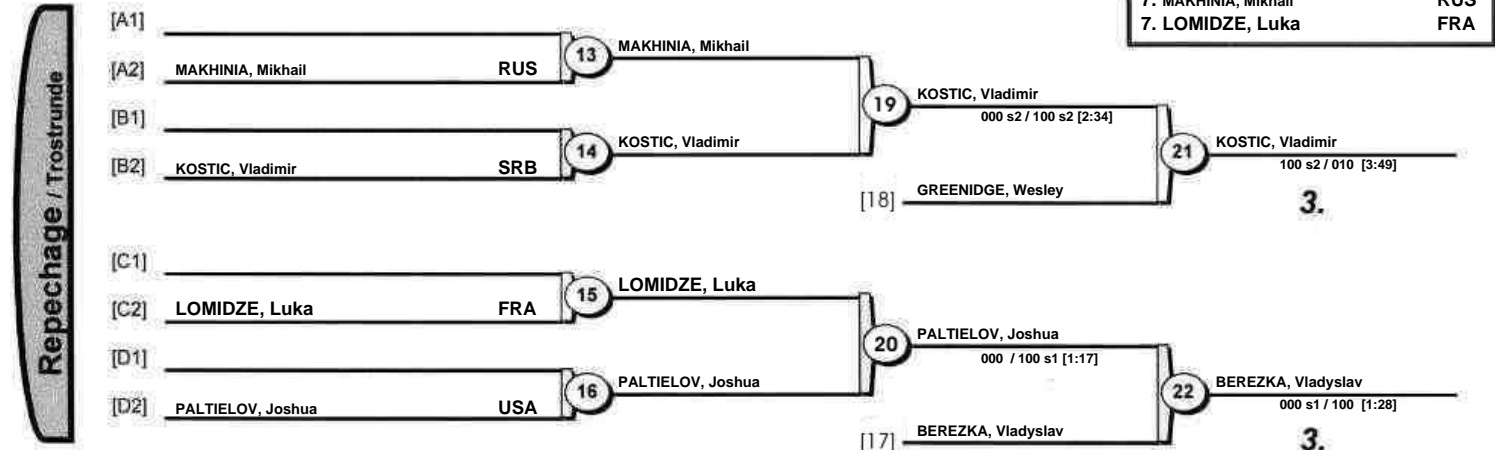 7. MAKHINIA, Mikhail RUS
7. LOMIDZE, Luka FRA
Repechage / Trostrunde
[A1]
[A2] MAKHINIA, Mikhail RUS
13 MAKHINIA, Mikhail
[B1]
[B2] KOSTIC, Vladimir SRB
14 KOSTIC, Vladimir
19 KOSTIC, Vladimir
000 s2 / 100 s2 [2:34]
[18] GREENIDGE, Wesley
21 KOSTIC, Vladimir
100 s2 / 010 [3:49]
3.
[C1]
[C2] LOMIDZE, Luka FRA
15 LOMIDZE, Luka
[D1]
[D2] PALTIELOV, Joshua USA
16 PALTIELOV, Joshua
20 PALTIELOV, Joshua
000 / 100 s1 [1:17]
[17] BEREZKA, Vladyslav
22 BEREZKA, Vladyslav
000 s1 / 100 [1:28]
3.